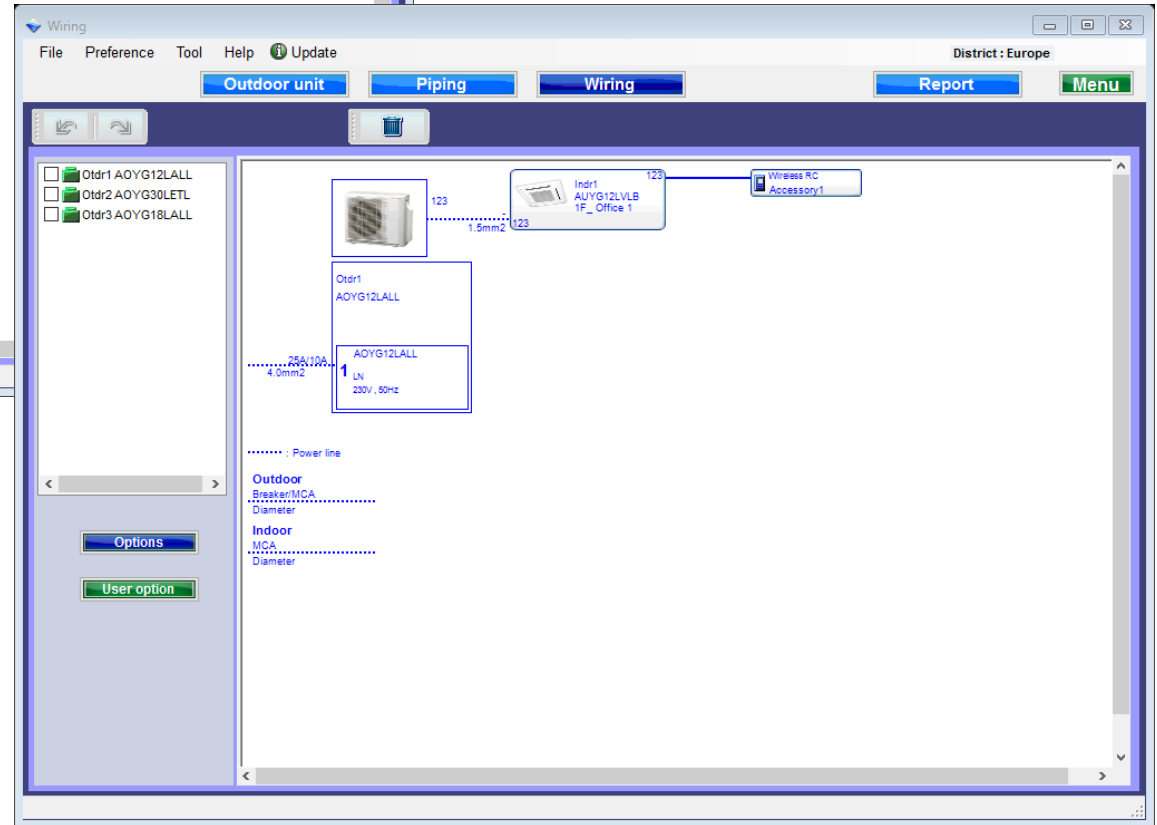 Wiring
File Preference Tool Help Update District : Europe
Outdoor unit Piping Wiring Report Menu
Otdr1 AOYG12LALL
Otdr2 AOYG30LETL
Otdr3 AOYG18LALL
Options
User option
123
-
1.5mm2
123
Indr1
AUYG12LVLB
1F_ Office 1
123
Wireless RC
Accessory1
Otdr1
AOYG12LALL
25A/10A
4.0mm2
AOYG12LALL
1 LN
230V , 50Hz
: Power line
Outdoor
Breaker/MCA
Diameter
Indoor
MCA
Diameter